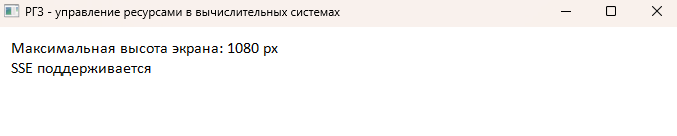 РГЗ - управление ресурсами в вычислительных системах
Максимальная высота экрана: 1080 px
SSE поддерживается